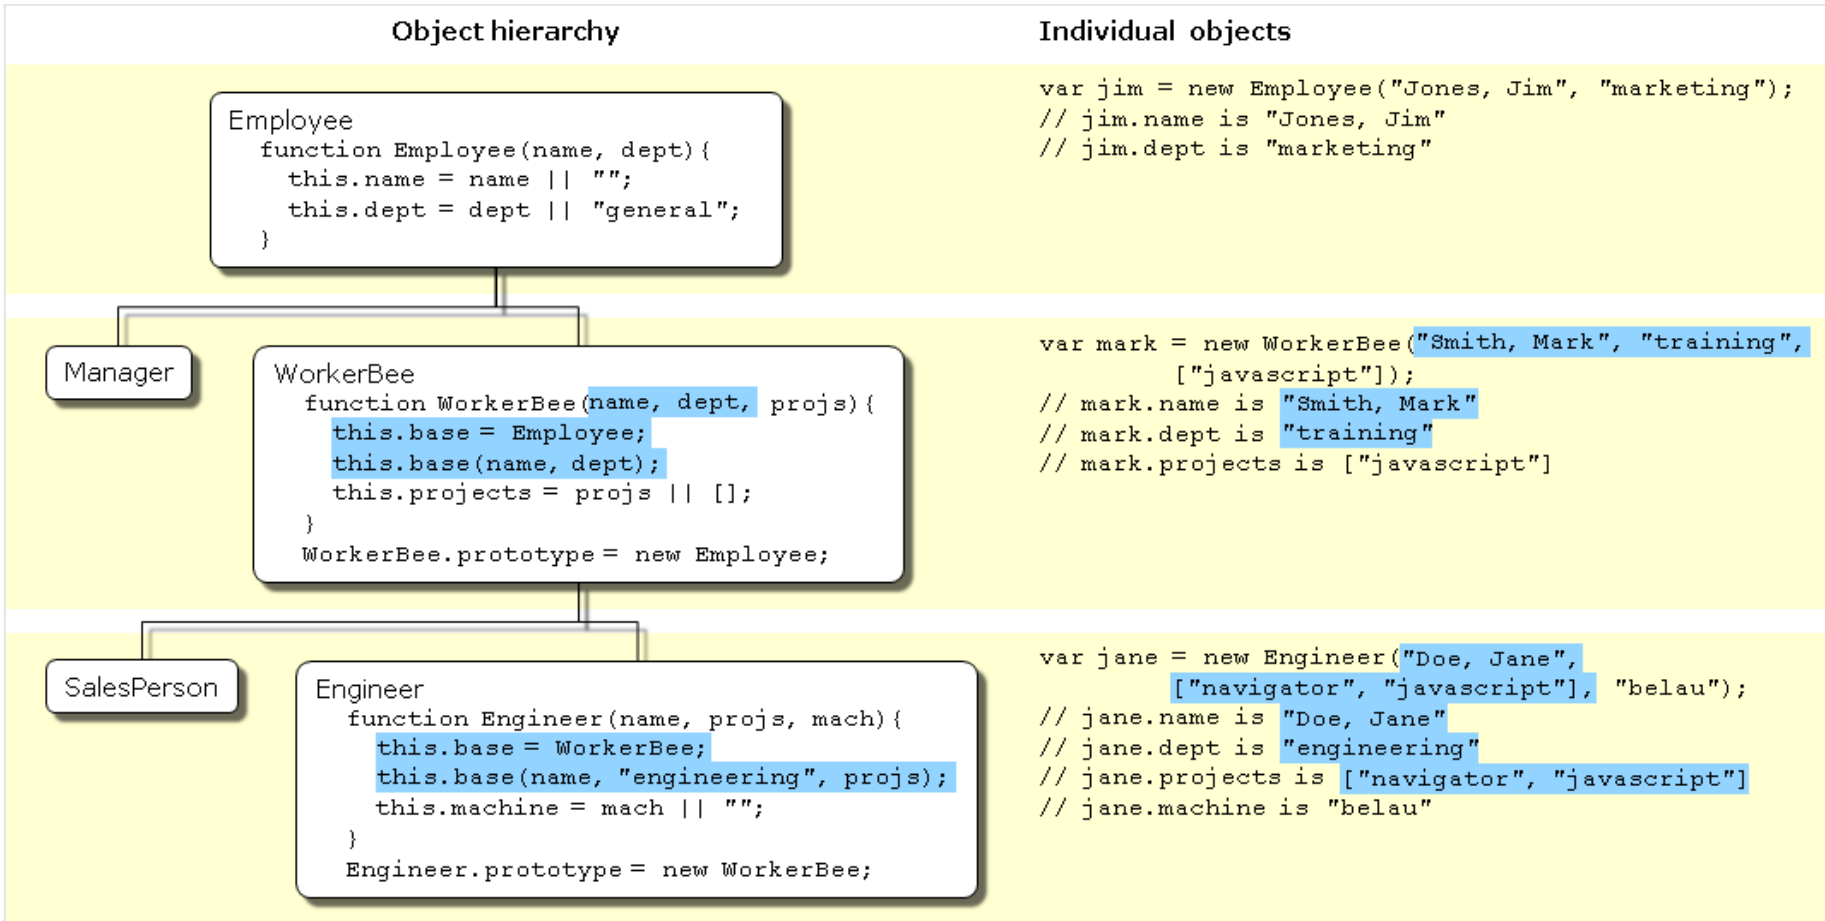 Object hierarchy
Individual objects
Employee
function Employee(name, dept){
this.name = name || "";
this.dept = dept || "general";
}
var jim = new Employee("Jones, Jim", "marketing");
// jim.name is "Jones, Jim"
// jim.dept is "marketing"
Manager
WorkerBee
function WorkerBee(name, dept, projs){
this.base = Employee;
this.base(name, dept);
this.projects = projs || [];
}
WorkerBee.prototype = new Employee;
var mark = new WorkerBee("Smith, Mark", "training",
["javascript"]);
// mark.name is "Smith, Mark"
// mark.dept is "training"
// mark.projects is ["javascript"]
SalesPerson
Engineer
function Engineer(name, projs, mach){
this.base = WorkerBee;
this.base(name, "engineering", projs);
this.machine = mach || "";
}
Engineer.prototype = new WorkerBee;
var jane = new Engineer("Doe, Jane",
["navigator", "javascript"], "belau");
// jane.name is "Doe, Jane"
// jane.dept is "engineering"
// jane.projects is ["navigator", "javascript"]
// jane.machine is "belau"